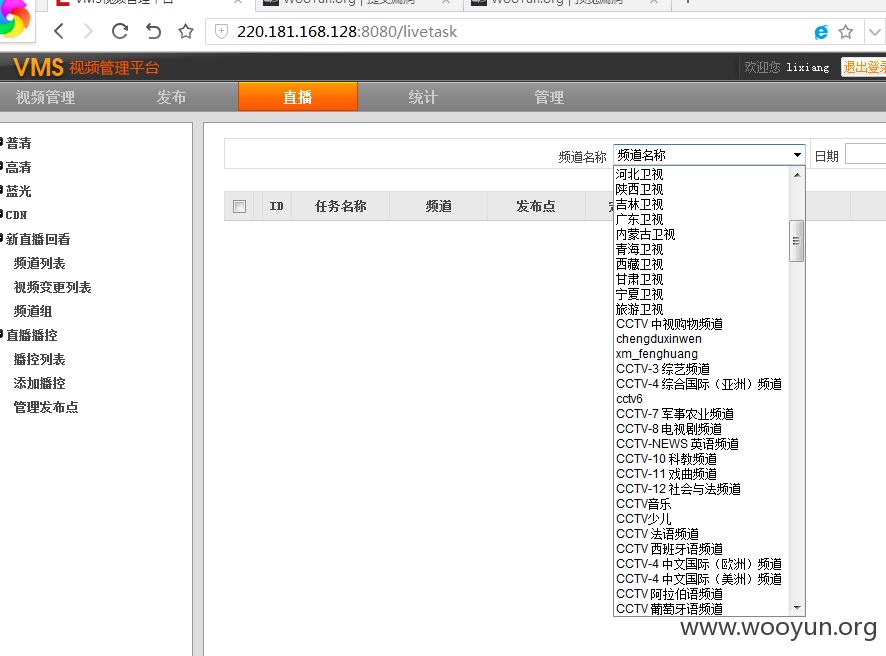 VMS视频管理平台
WooYun.org | 提交漏洞
WooYun.org | 预览漏洞
220.181.168.128:8080/livetask
VMS 视频管理平台
欢迎您 lixiang 退出登录
视频管理 发布 直播 统计 管理
普清
高清
蓝光
CDN
新直播回看
频道列表
视频变更列表
频道组
直播播控
播控列表
添加播控
管理发布点
频道名称 频道名称 日期
ID 任务名称 频道 发布点
河北卫视
陕西卫视
吉林卫视
广东卫视
内蒙古卫视
青海卫视
西藏卫视
甘肃卫视
宁夏卫视
旅游卫视
CCTV 中视购物频道
chengduxinwen
xm_fenghuang
CCTV-3 综艺频道
CCTV-4 综合国际（亚洲）频道
cctv6
CCTV-7 军事农业频道
CCTV-8 电视剧频道
CCTV-NEWS 英语频道
CCTV-10 科教频道
CCTV-11 戏曲频道
CCTV-12 社会与法频道
CCTV音乐
CCTV少儿
CCTV 法语频道
CCTV 西班牙语频道
CCTV-4 中文国际（欧洲）频道
CCTV-4 中文国际（美洲）频道
CCTV 阿拉伯语频道
CCTV 葡萄牙语频道
www.wooyun.org